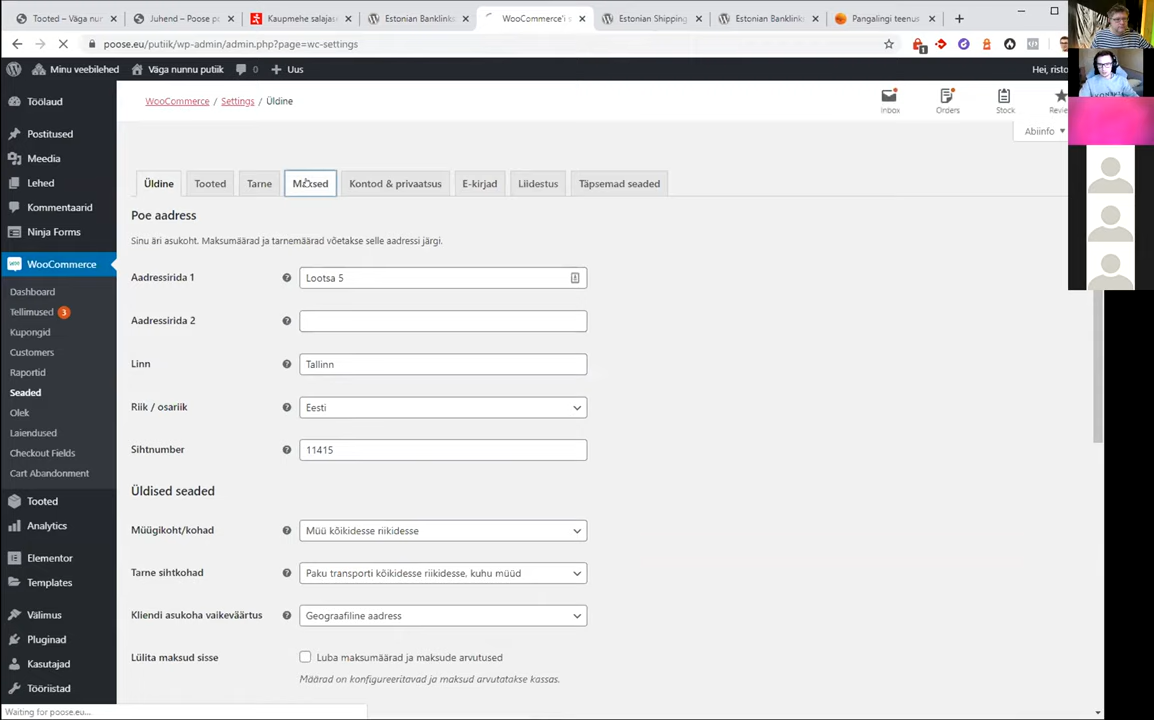 Tooted – Väga nur
Juhend – Poose po
Kaupmehe salajas
Estonian Banklinks
WooCommerce'i s
Estonian Shipping
Estonian Banklinks
Pangalingi teenus
poose.eu/putiik/wp-admin/admin.php?page=wc-settings
Minu veebilehed
Väga nunnu putiik
0
Uus
Hei, risto
Töölaud
Postitused
Meedia
Lehed
Kommentaarid
Ninja Forms
WooCommerce
Dashboard
Tellimused 3
Kupongid
Customers
Raportid
Seaded
Olek
Laiendused
Checkout Fields
Cart Abandonment
Tooted
Analytics
Elementor
Templates
Välimus
Pluginad
Kasutajad
Tööriistad
WooCommerce / Settings / Üldine
Inbox
Orders
Stock
Revie
Abiinfo
Üldine
Tooted
Tarne
Maksed
Kontod & privaatsus
E-kirjad
Liidestus
Täpsemad seaded
Poe aadress
Sinu äri asukoht. Maksumäärad ja tarnemäärad võetakse selle aadressi järgi.
Aadressirida 1
Lootsa 5
Aadressirida 2
Linn
Tallinn
Riik / osariik
Eesti
Sihtnumber
11415
Üldised seaded
Müügikoht/kohad
Müü kõikidesse riikidesse
Tarne sihtkohad
Paku transporti kõikidesse riikidesse, kuhu müüd
Kliendi asukoha vaikeväärtus
Geograafiline aadress
Lülita maksud sisse
Luba maksumäärad ja maksude arvutused
Määrad on konfigureeritavad ja maksud arvutatakse kassas.
Waiting for poose.eu...